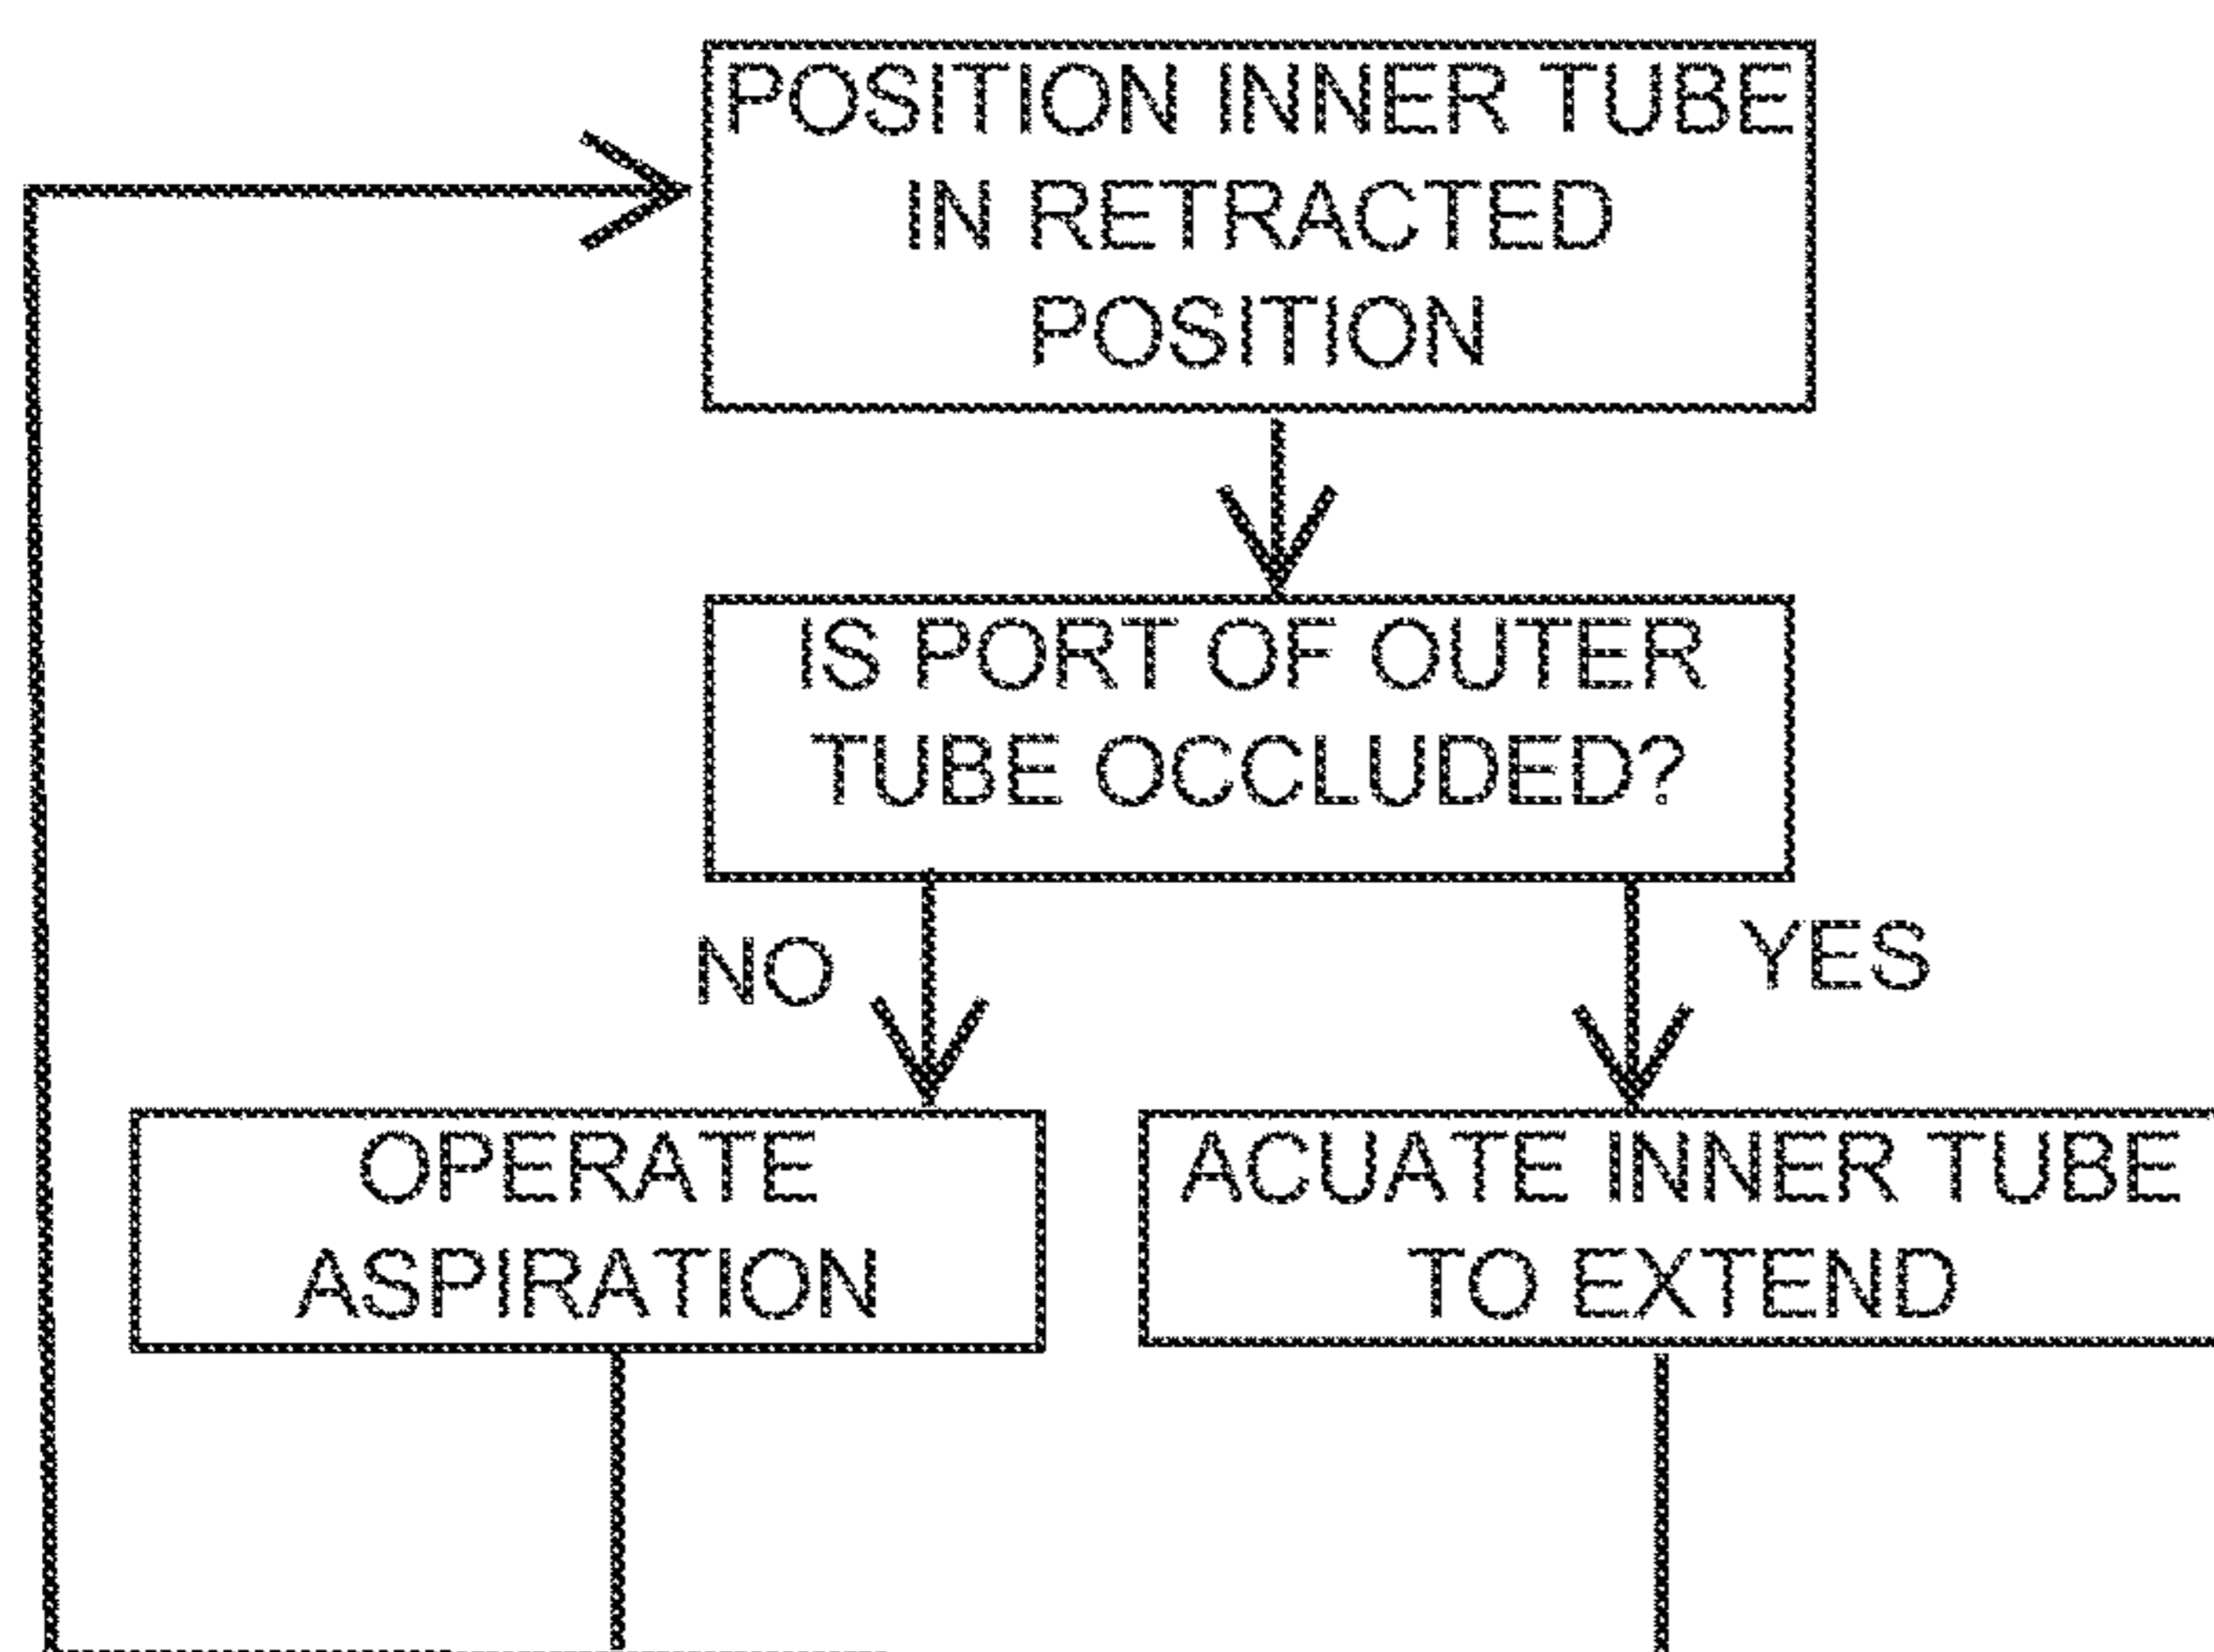 POSITION INNER TUBE
IN RETRACTED
POSITION
IS PORT OF OUTER
TUBE OCCLUDED?
NO
YES
OPERATE
ASPIRATION
ACUATE INNER TUBE
TO EXTEND